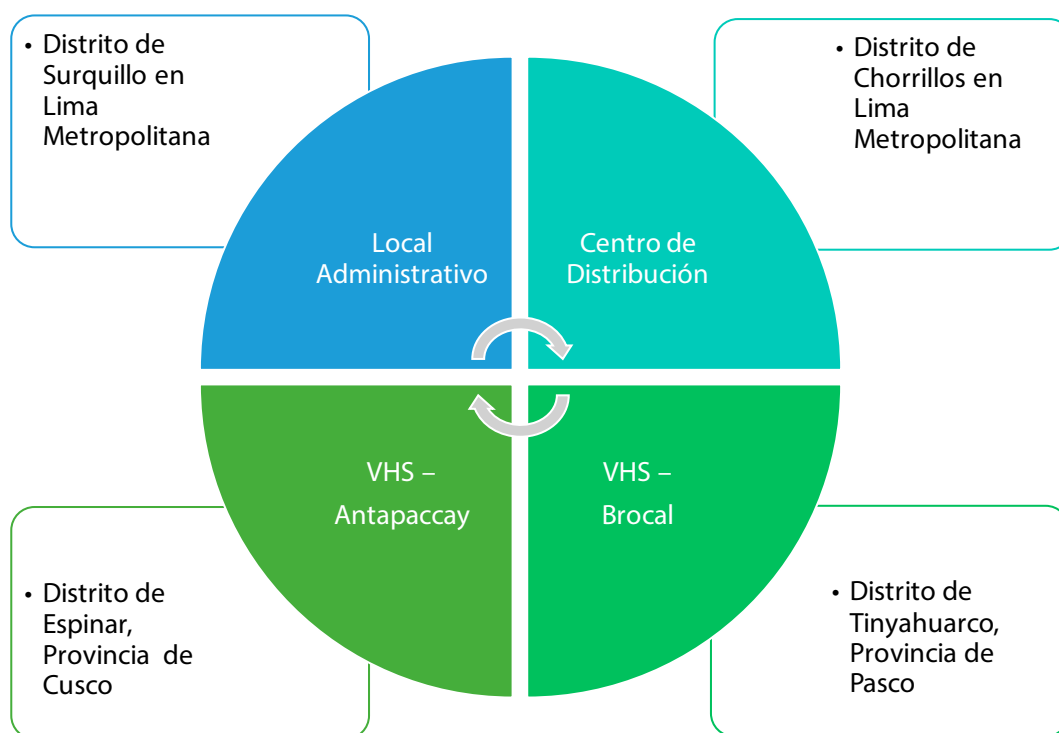 • Distrito de
Surquillo en
Lima
Metropolitana
• Distrito de
Chorrillos en
Lima
Metropolitana
Local
Administrativo
Centro de
Distribución
VHS –
Antapaccay
VHS –
Brocal
• Distrito de
Espinar,
Provincia de
Cusco
• Distrito de
Tinyahuarco,
Provincia de
Pasco